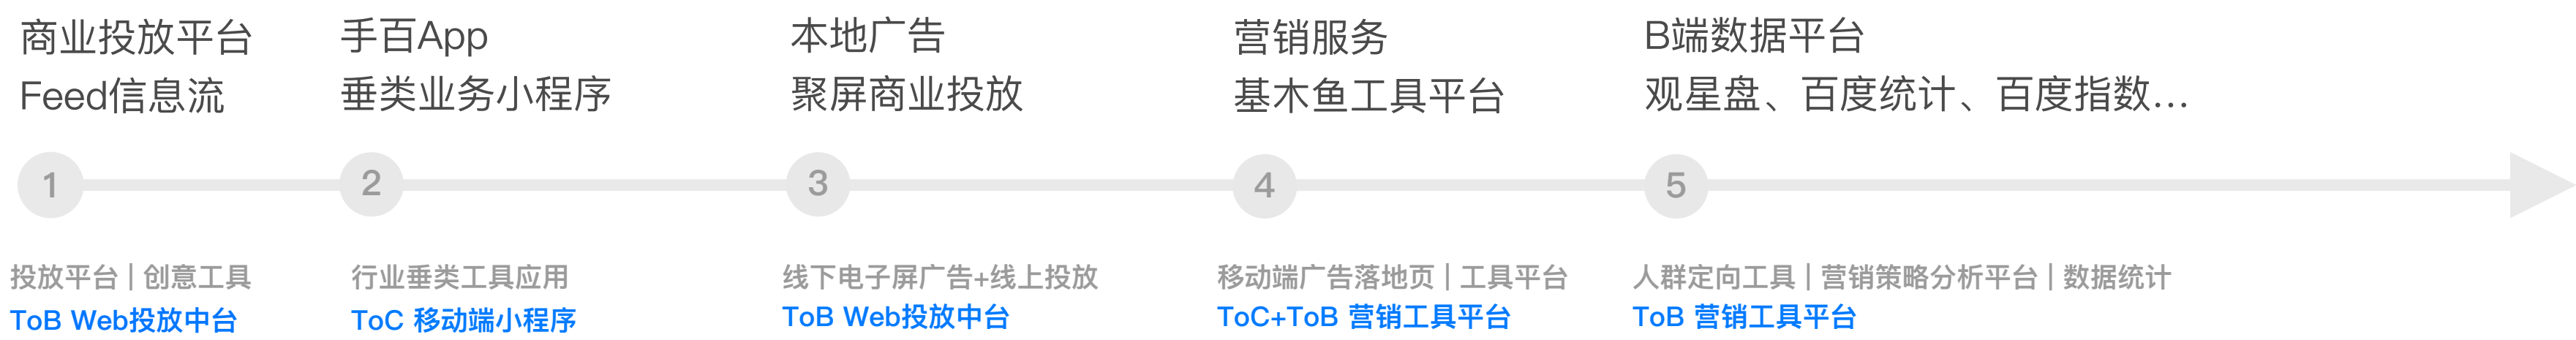 商业投放平台
Feed信息流
手百App
垂类业务小程序
本地广告
聚屏商业投放
营销服务
基木鱼工具平台
B端数据平台
观星盘、百度统计、百度指数...
1
2
3
4
5
投放平台 | 创意工具
ToB Web投放中台
行业垂类工具应用
ToC 移动端小程序
线下电子屏广告+线上投放
ToB Web投放中台
移动端广告落地页 | 工具平台
ToC+ToB 营销工具平台
人群定向工具 | 营销策略分析平台 | 数据统计
ToB 营销工具平台